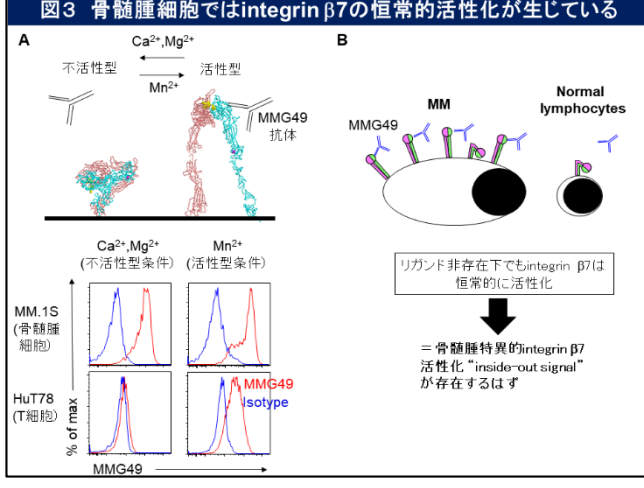 図3 骨髄腫細胞ではintegrin β7の恒常的活性化が生じている
A
Ca²⁺,Mg²⁺
不活性型
活性型
Mn²⁺
MMG49
抗体
Ca²⁺,Mg²⁺
(不活性型条件)
Mn²⁺
(活性型条件)
MM.1S
(骨髄腫
細胞)
HuT78
(T細胞)
% of max
MMG49
Isotype
MMG49
B
MM
Normal
lymphocytes
MMG49
リガンド非存在下でもintegrin β7は
恒常的に活性化
=骨髄腫特異的integrin β7
活性化 “inside-out signal”
が存在するはず